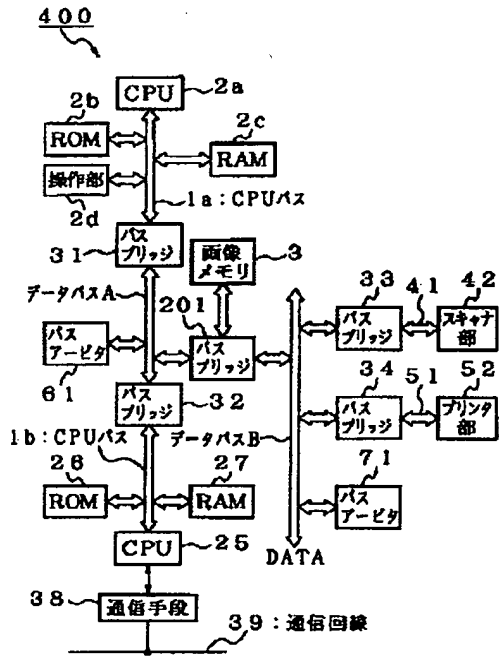 400
CPU
2a
2b
ROM
2c
RAM
操作部
2d
1a:CPUバス
31
バス
ブリッジ
画像
メモリ
3
データバスA
201
バス
ブリッジ
33
バス
ブリッジ
41
42
スキャナ
部
バス
アービタ
61
バス
ブリッジ
32
34
バス
ブリッジ
51
52
プリンタ
部
1b:CPUバス
データバスB
26
ROM
27
RAM
71
バス
アービタ
CPU
25
DATA
38
通信手段
39:通信回線